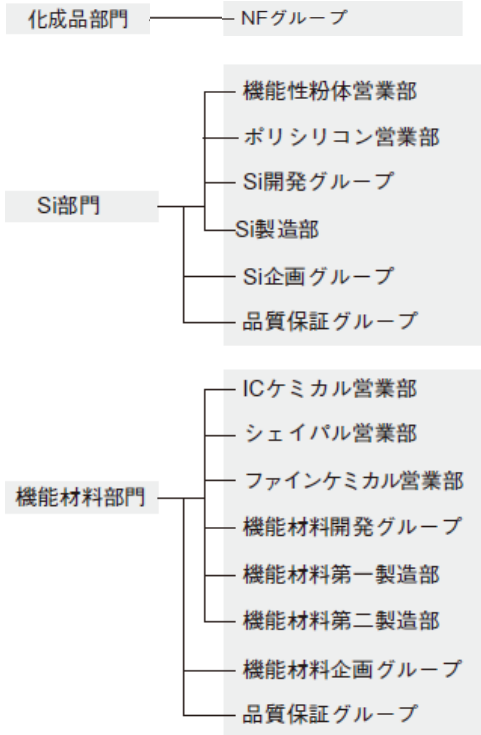 化成品部門
NFグループ
Si部門
機能性粉体営業部
ポリシリコン営業部
Si開発グループ
Si製造部
Si企画グループ
品質保証グループ
機能材料部門
ICケミカル営業部
シェイパル営業部
ファインケミカル営業部
機能材料開発グループ
機能材料第一製造部
機能材料第二製造部
機能材料企画グループ
品質保証グループ